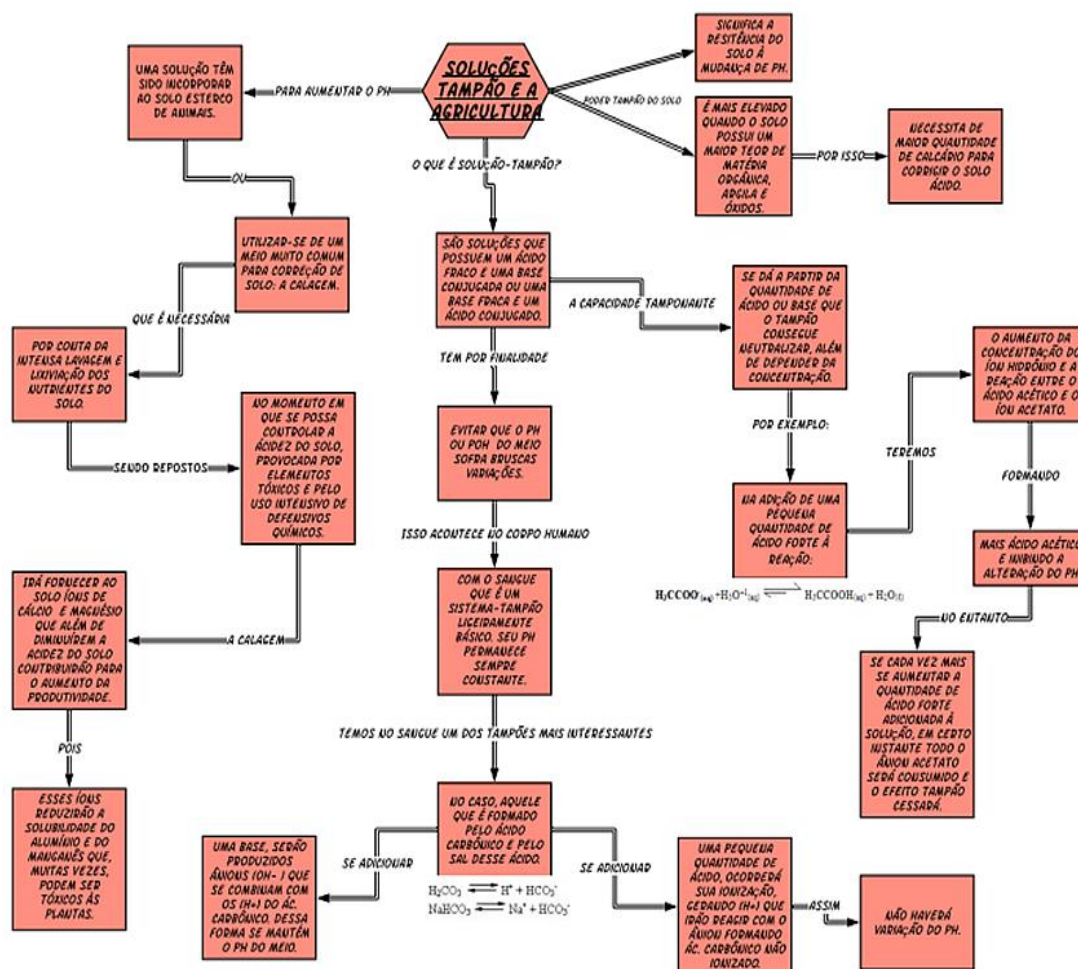 SOLUÇÕES
TAMPÃO E A
AGRICULTURA
PARA AUMENTAR O PH
UMA SOLUÇÃO TÊM
SIDO INCORPORAR
AO SOLO ESTERCO
DE ANIMAIS.
OU
UTILIZAR-SE DE UM
MEIO MUITO COMUM
PARA CORREÇÃO DE
SOLO: A CALAGEM.
QUE É NECESSÁRIA
POR CONTA DA
INTENSA LAVAGEM E
LIXIVIAÇÃO DOS
NUTRIENTES DO
SOLO.
SENDO REPOSTOS
NO MOMENTO EM
QUE SE POSSA
CONTROLAR A
ÁCIDEZ DO SOLO,
PROVOCADA POR
ELEMENTOS
TÓXICOS E PELO
USO INTENSIVO DE
DEFENSIVOS
QUÍMICOS.
A CALAGEM
IRÁ FORNECER AO
SOLO ÍONS DE
CÁLCIO E MAGNÉSIO
QUE ALÉM DE
DIMINUÍREM A
ACIDEZ DO SOLO
CONTRIBUIRÃO PARA
O AUMENTO DA
PRODUTIVIDADE.
POIS
ESSES ÍONS
REDUZIRÃO A
SOLUBILIDADE DO
ALUMÍNIO E DO
MANGANÊS QUE,
MUITAS VEZES,
PODEM SER
TÓXICOS ÀS
PLANTAS.
PODER TAMPÃO DO SOLO
SIGNIFICA A
RESITÊNCIA DO
SOLO À
MUDANÇA DE PH.
É MAIS ELEVADO
QUANDO O SOLO
POSSUI UM
MAIOR TEOR DE
MATÉRIA
ORGÂNICA,
ARGILA E
ÓXIDOS.
POR ISSO
NECESSITA DE
MAIOR QUANTIDADE
DE CALCÁRIO PARA
CORRIGIR O SOLO
ÁCIDO.
O QUE É SOLUÇÃO-TAMPÃO?
SÃO SOLUÇÕES QUE
POSSUEM UM ÁCIDO
FRACO E UMA BASE
CONJUGADA OU UMA
BASE FRACA E UM
ÁCIDO CONJUGADO.
A CAPACIDADE TAMPONANTE
SE DÁ A PARTIR DA
QUANTIDADE DE
ÁCIDO OU BASE QUE
O TAMPÃO
CONSEGUE
NEUTRALIZAR, ALÉM
DE DEPENDER DA
CONCENTRAÇÃO.
POR EXEMPLO:
NA ADIÇÃO DE UMA
PEQUENA
QUANTIDADE DE
ÁCIDO FORTE À
REAÇÃO:
H₃CCOO⁻(aq) + H₃O⁺¹(aq) ⇌ H₃CCOOH(aq) + H₂O(l)
TEREMOS
O AUMENTO DA
CONCENTRAÇÃO DO
ÍON HIDRÔNIO E A
REAÇÃO ENTRE O
ÁCIDO ACÉTICO E O
ÍON ACETATO.
FORMANDO
MAIS ÁCIDO ACÉTICO
E INIBINDO A
ALTERAÇÃO DO PH.
NO ENTANTO
SE CADA VEZ MAIS
SE AUMENTAR A
QUANTIDADE DE
ÁCIDO FORTE
ADICIONADA À
SOLUÇÃO, EM CERTO
INSTANTE TODO O
ÂNION ACETATO
SERÁ CONSUMIDO E
O EFEITO TAMPÃO
CESSARÁ.
TEM POR FINALIDADE
EVITAR QUE O PH
OU POH DO MEIO
SOFRA BRUSCAS
VARIAÇÕES.
ISSO ACONTECE NO CORPO HUMANO
COM O SANGUE
QUE É UM
SISTEMA-TAMPÃO
LIGEIRAMENTE
BÁSICO. SEU PH
PERMANECE
SEMPRE
CONSTANTE.
TEMOS NO SANGUE UM DOS TAMPÕES MAIS INTERESSANTES
NO CASO, AQUELE
QUE É FORMADO
PELO ÁCIDO
CARBÔNICO E PELO
SAL DESSE ÁCIDO.
H₂CO₃ ⇌ H⁺ + HCO₃⁻
NaHCO₃ ⇌ Na⁺ + HCO₃⁻
SE ADICIONAR
UMA BASE, SERÃO
PRODUZIDOS
ÂNIONS (OH- ) QUE
SE COMBINAM COM
OS (H+) DO ÁC.
CARBÔNICO. DESSA
FORMA SE MANTÉM
O PH DO MEIO.
SE ADICIONAR
UMA PEQUENA
QUANTIDADE DE
ÁCIDO, OCORRERÁ
SUA IONIZAÇÃO,
GERANDO (H+) QUE
IRÃO REAGIR COM O
ÂNION FORMANDO
ÁC. CARBÔNICO NÃO
IONIZADO.
ASSIM
NÃO HAVERÁ
VARIAÇÃO DO PH.